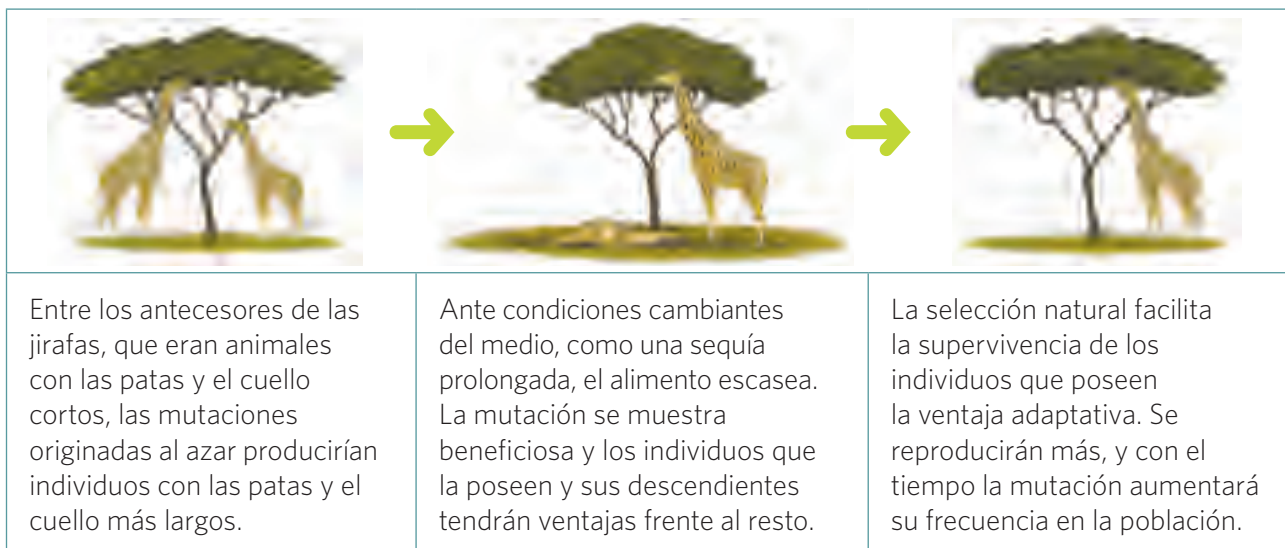 Entre los antecesores de las
jirafas, que eran animales
con las patas y el cuello
cortos, las mutaciones
originadas al azar producirían
individuos con las patas y el
cuello más largos.
Ante condiciones cambiantes
del medio, como una sequía
prolongada, el alimento escasea.
La mutación se muestra
beneficiosa y los individuos que
la poseen y sus descendientes
tendrán ventajas frente al resto.
La selección natural facilita
la supervivencia de los
individuos que poseen
la ventaja adaptativa. Se
reproducirán más, y con el
tiempo la mutación aumentará
su frecuencia en la población.